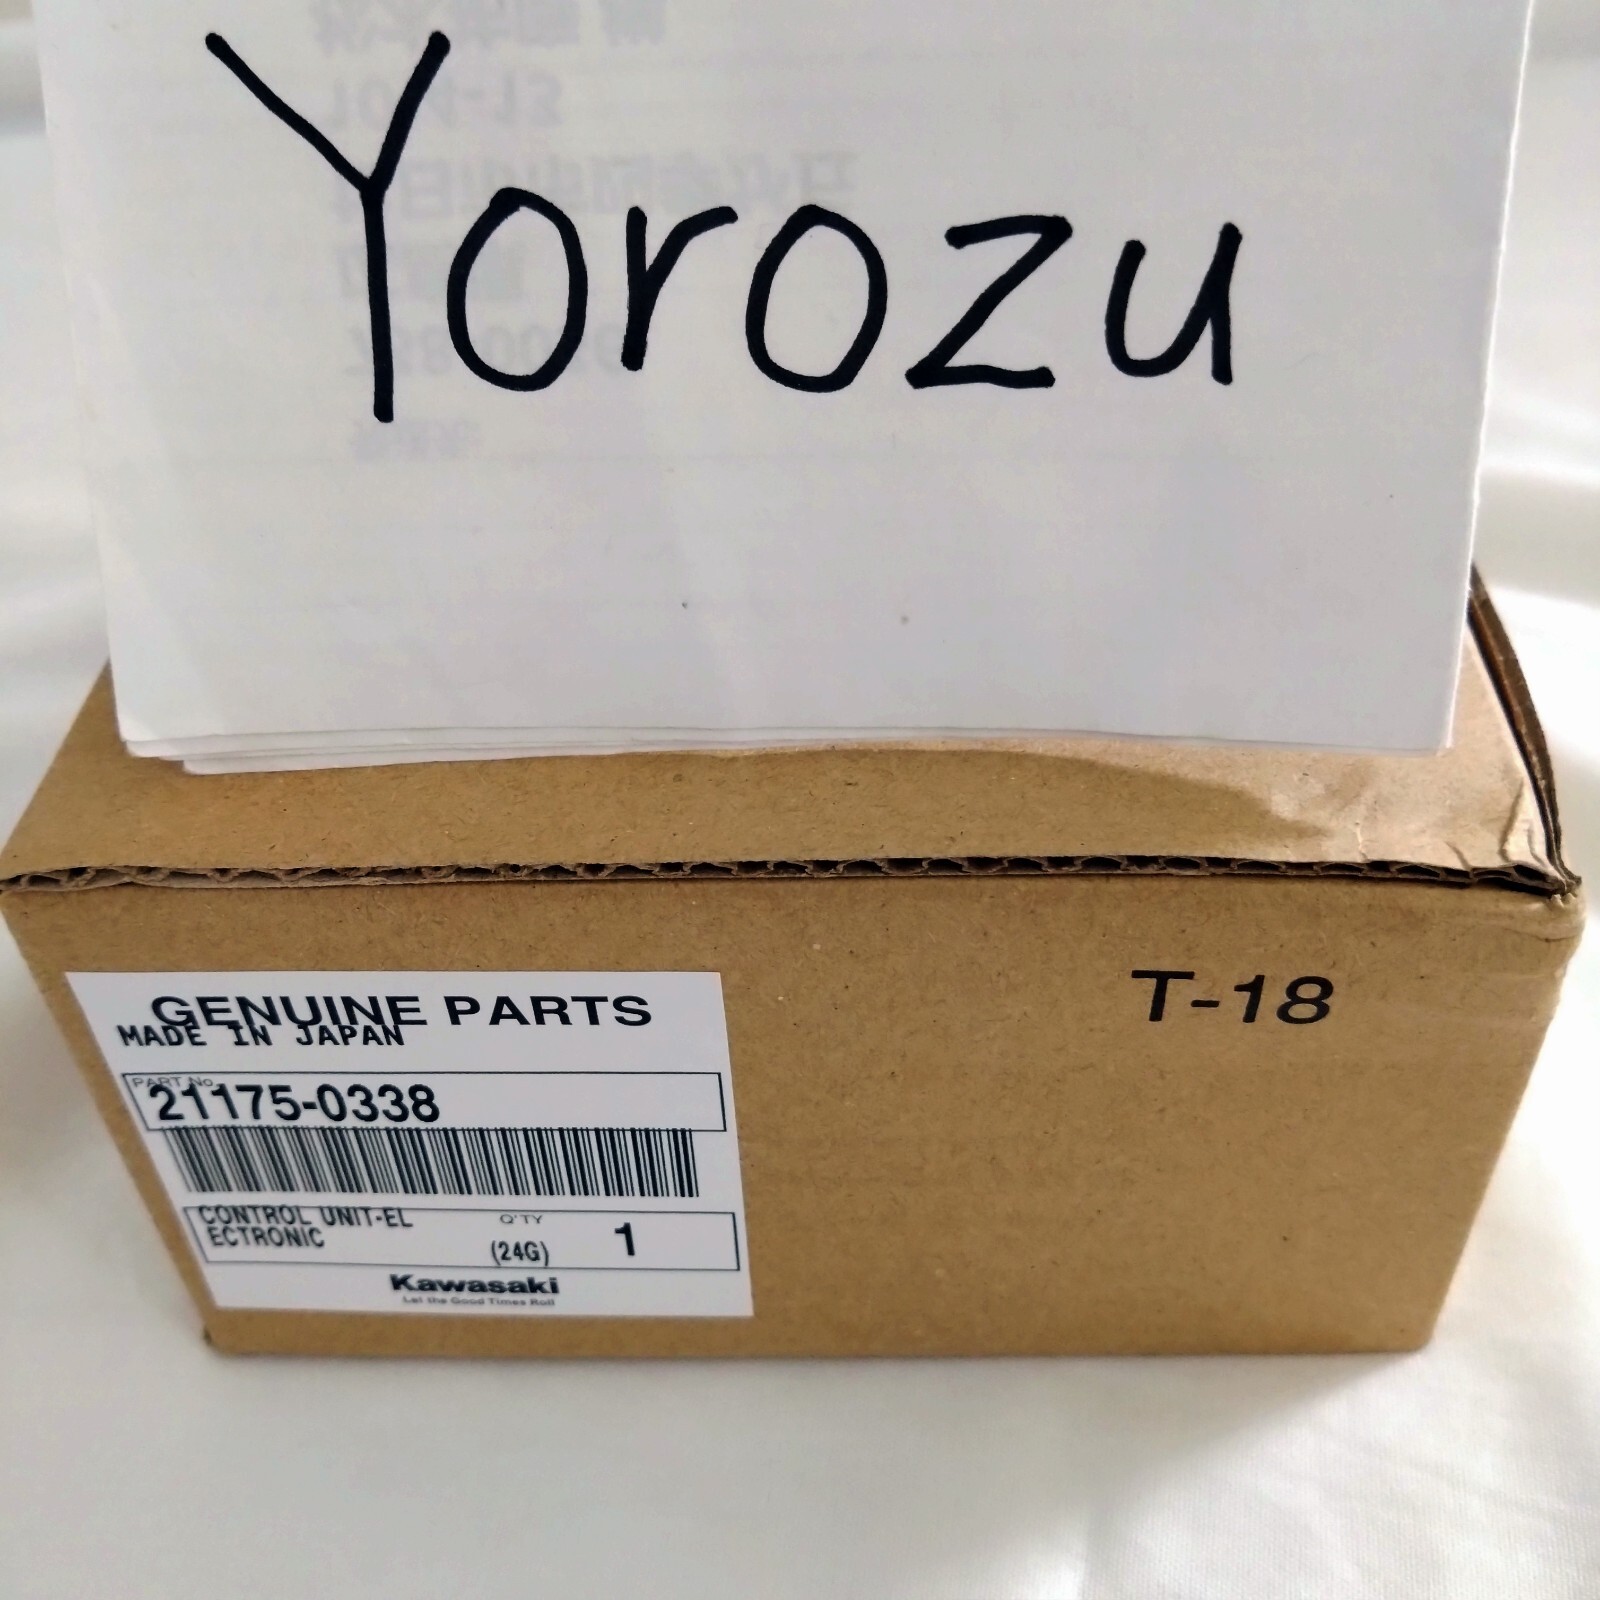 Yorozu
T-18
GENUINE PARTS
MADE IN JAPAN
PART No.
21175-0338
CONTROL UNIT-EL
ECTRONIC
Q'TY
(24G)
1
Kawasaki
Let the Good Times Roll